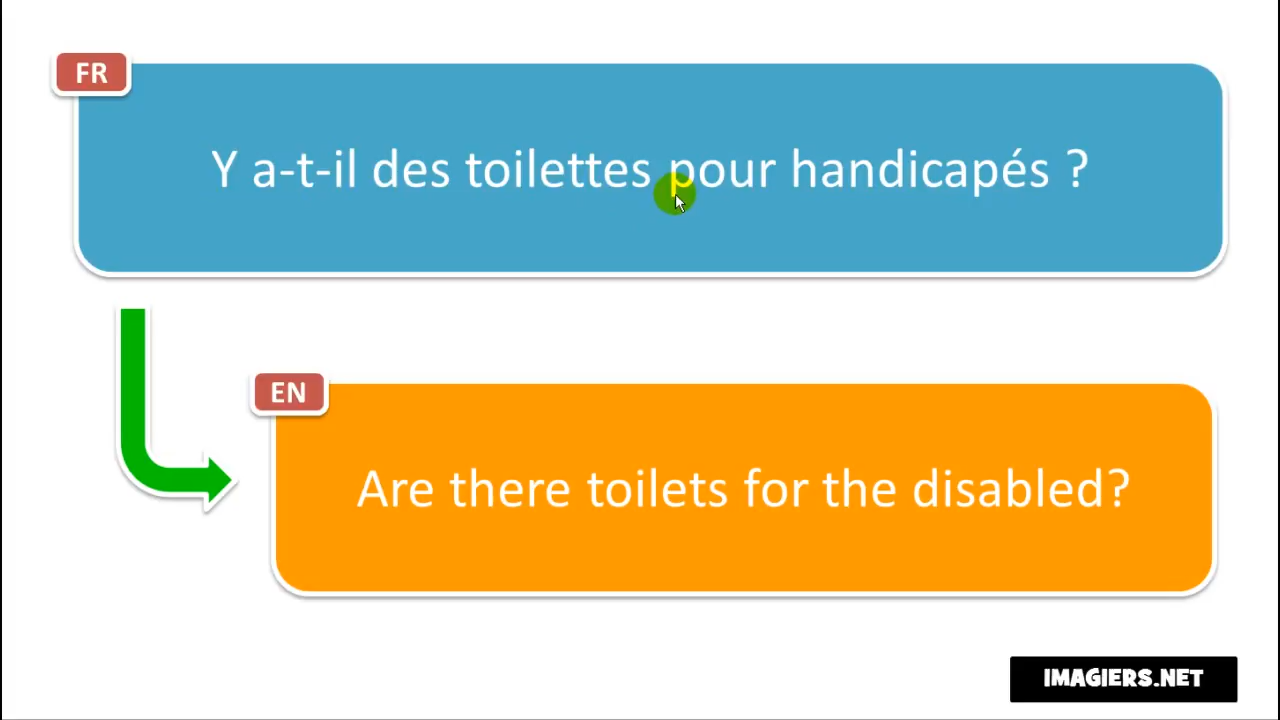 FR
Y a-t-il des toilettes pour handicapés ?
EN
Are there toilets for the disabled?
IMAGIERS.NET